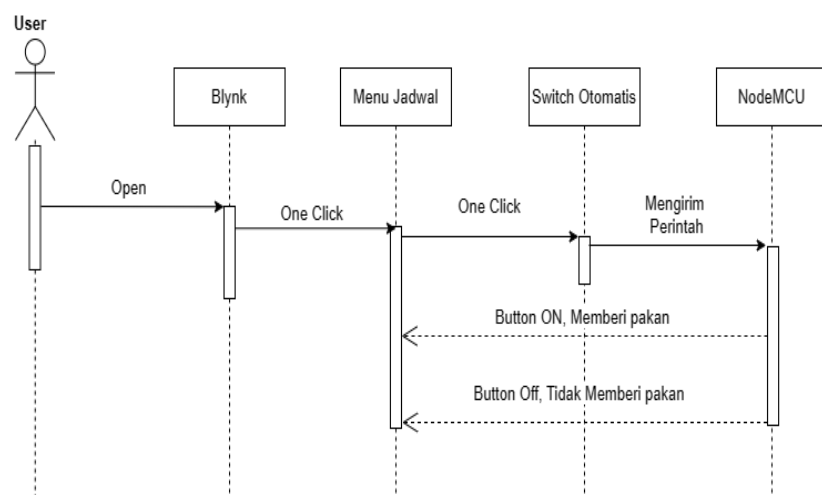 User
Blynk
Menu Jadwal
Switch Otomatis
NodeMCU
Open
One Click
One Click
Mengirim
Perintah
Button ON, Memberi pakan
Button Off, Tidak Memberi pakan